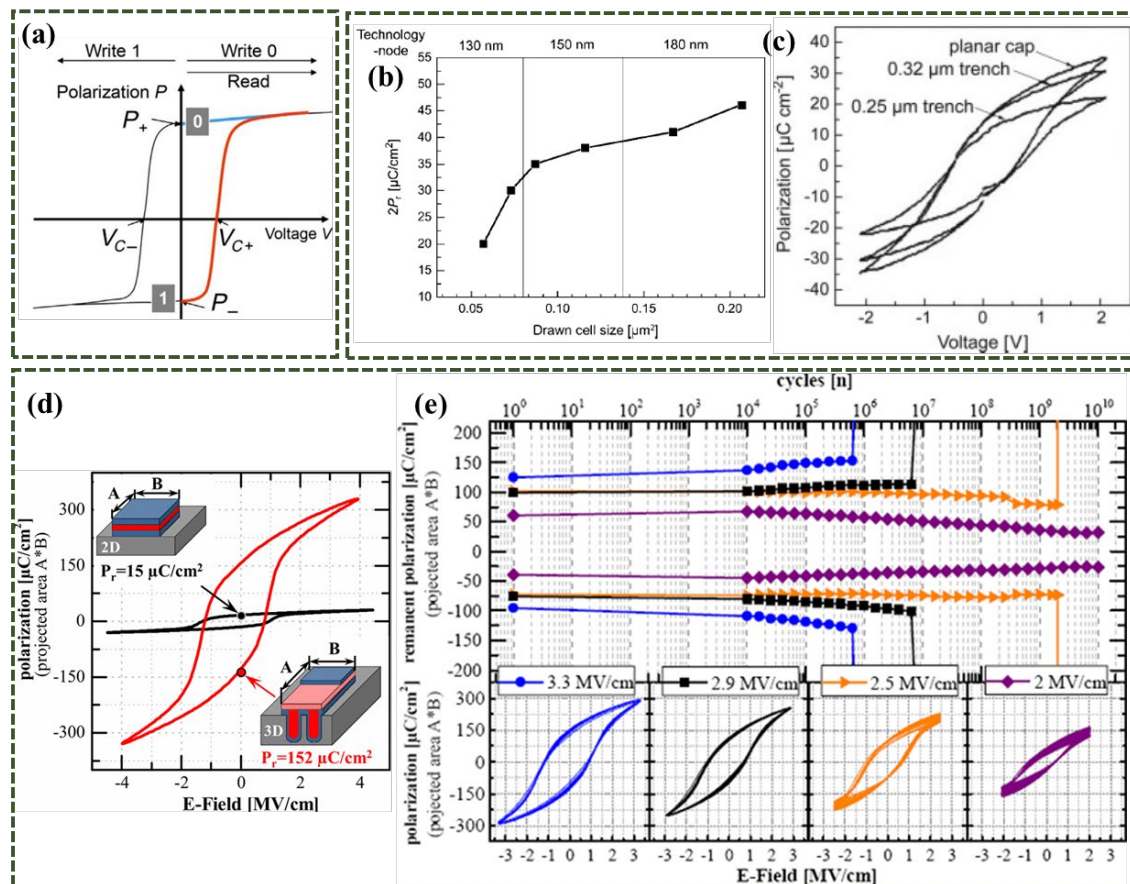 (a)
Write 1
Write 0
Read
Polarization P
P+
0
VC−
VC+
Voltage V
1
P−
Technology
-node
130 nm
150 nm
180 nm
(b)
55
50
45
40
35
30
25
20
15
10
2Pr [µC/cm²]
0.05
0.10
0.15
0.20
Drawn cell size [µm²]
(c)
planar cap
0.32 µm trench
0.25 µm trench
40
30
20
10
0
-10
-20
-30
-40
Polarization [µC cm⁻²]
-2
-1
0
1
2
Voltage [V]
(d)
A
B
2D
Pr=15 µC/cm²
300
150
0
-150
-300
polarization [µC/cm²]
(projected area A*B)
A
B
3D
Pr=152 µC/cm²
-4
-2
0
2
4
E-Field [MV/cm]
(e)
cycles [n]
10⁰ 10¹ 10² 10⁴ 10⁵ 10⁶ 10⁷ 10⁸ 10⁹ 10¹⁰
200
150
100
50
0
-50
-100
-150
-200
remanent polarization [µC/cm²]
(pojected area A*B)
3.3 MV/cm
2.9 MV/cm
2.5 MV/cm
2 MV/cm
300
150
0
-150
-300
polarization [µC/cm²]
(pojected area A*B)
-3 -2 -1 0 1 2 3 -3 -2 -1 0 1 2 3 -3 -2 -1 0 1 2 3 -3 -2 -1 0 1 2 3
E-Field [MV/cm]